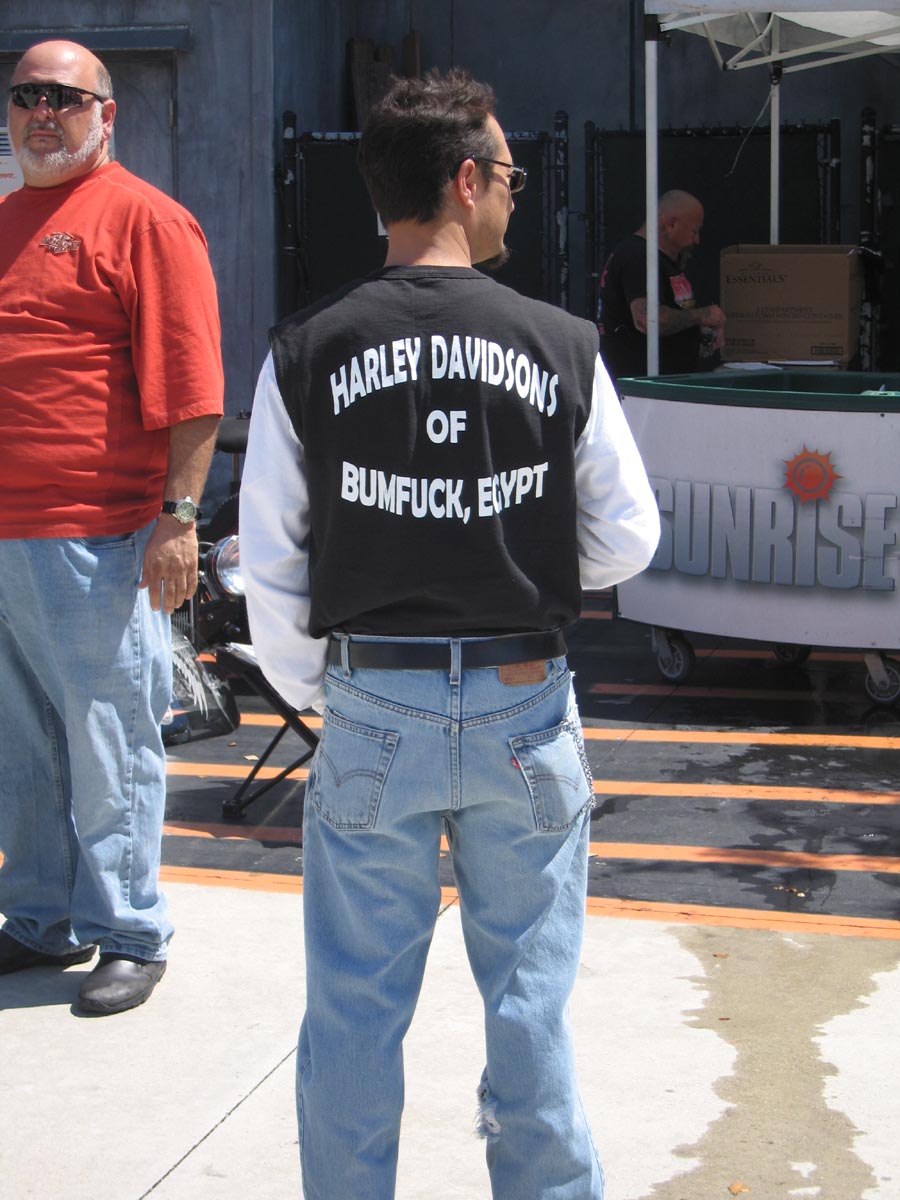 HARLEY DAVIDSONS
OF
BUMFUCK, EGYPT
ESSENTIALS
SUNRISE